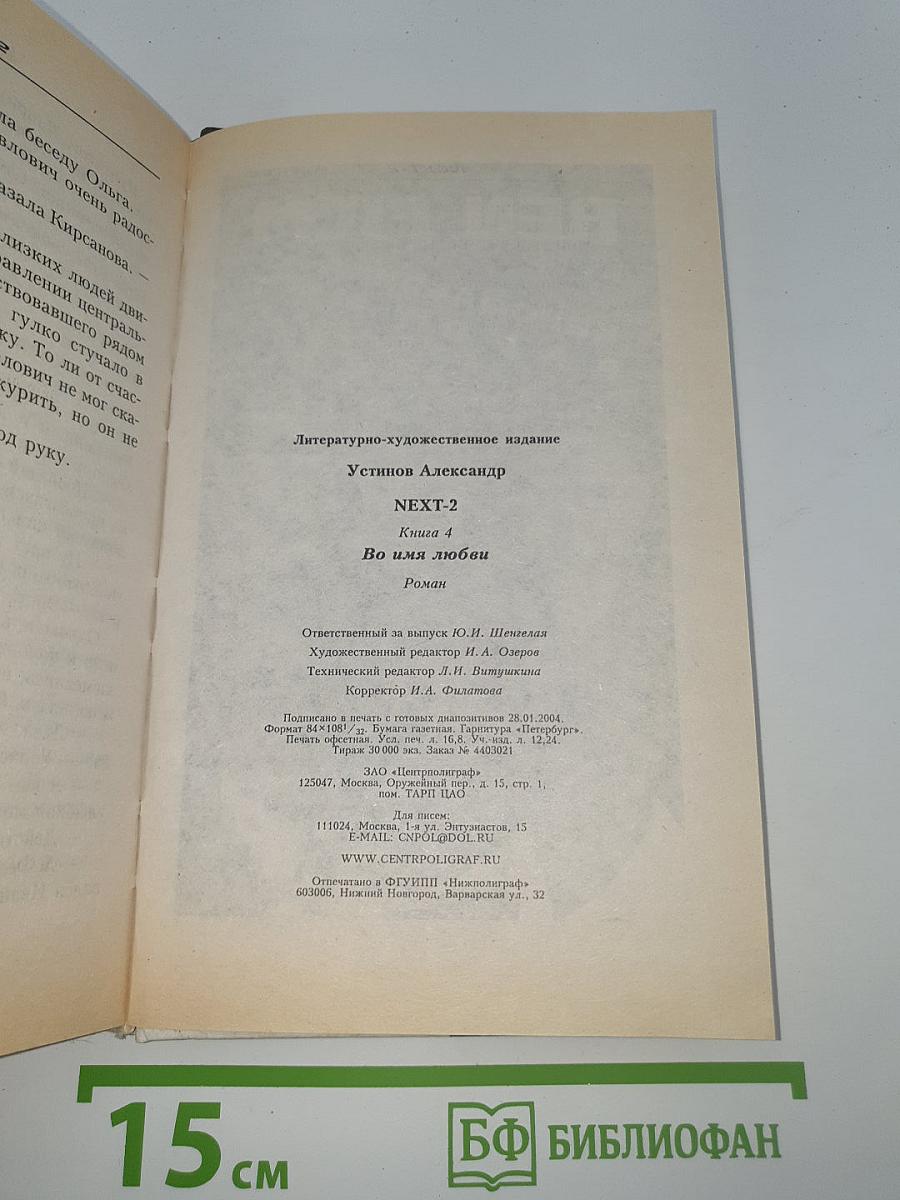 2
ла беседу Ольга.
влович очень радос-
азала Кирсанова. —
лизких людей дви-
равлении централь-
ствовавшего рядом
гулко стучало в
ку. То ли от счас-
лович не мог ска-
курить, но он не
од руку.
Литературно-художественное издание
Устинов Александр
NEXT-2
Книга 4
Во имя любви
Роман
Ответственный за выпуск Ю.И. Шенгелая
Художественный редактор И.А. Озеров
Технический редактор Л.И. Витушкина
Корректор И.А. Филатова
Подписано в печать с готовых диапозитивов 28.01.2004.
Формат 84×108¹/₃₂. Бумага газетная. Гарнитура «Петербург».
Печать офсетная. Усл. печ. л. 16,8. Уч.-изд. л. 12,24.
Тираж 30 000 экз. Заказ № 4403021
ЗАО «Центрполиграф»
125047, Москва, Оружейный пер., д. 15, стр. 1,
пом. ТАРП ЦАО
Для писем:
111024, Москва, 1-я ул. Энтузиастов, 15
E-MAIL: CNPOL@DOL.RU
WWW.CENTRPOLIGRAF.RU
Отпечатано в ФГУИПП «Нижполиграф»
603006, Нижний Новгород, Варварская ул., 32
15 см
БФ БИБЛИОФАН